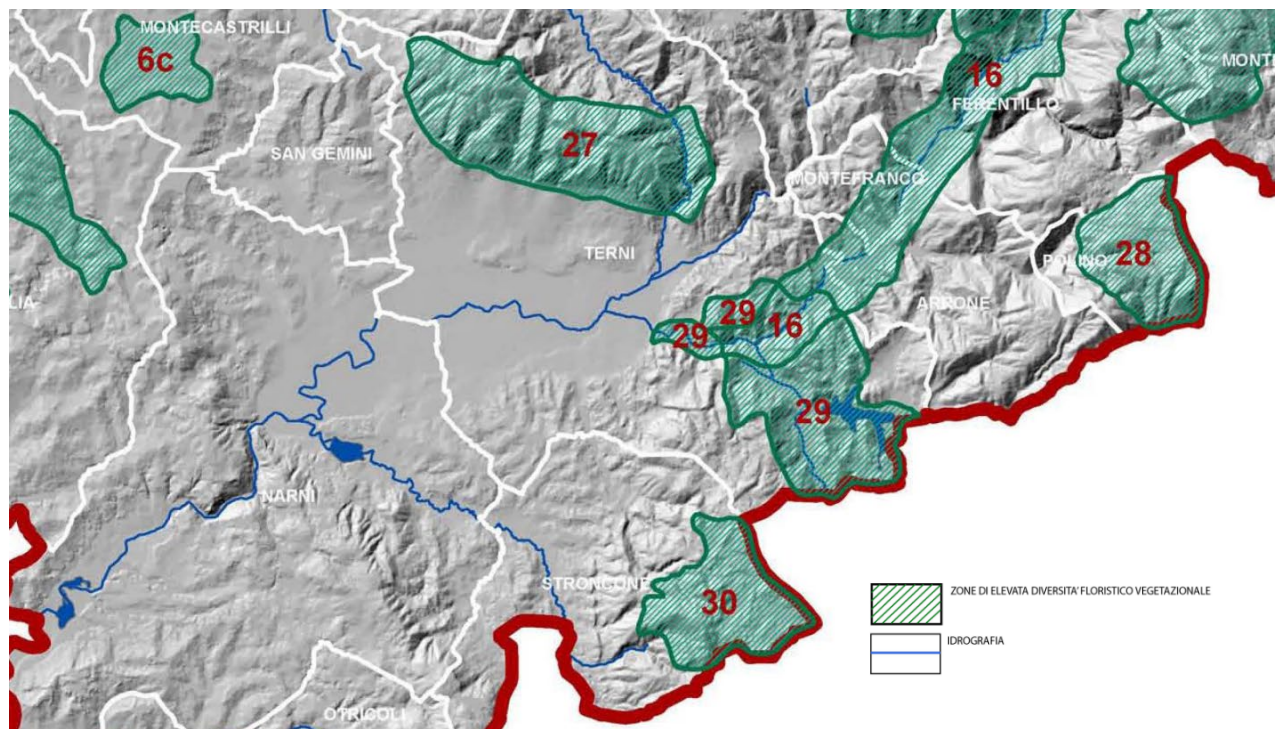 MONTECASTRILLI
6c
16
MONT
FERENTILLO
27
SAN GEMINI
MONTEFRANCO
TERNI
POLINO
28
LIA
ARRONE
29
16
29
29
NARNI
STRONCONE
30
ZONE DI ELEVATA DIVERSITA' FLORISTICO VEGETAZIONALE
IDROGRAFIA
OTRICOLI